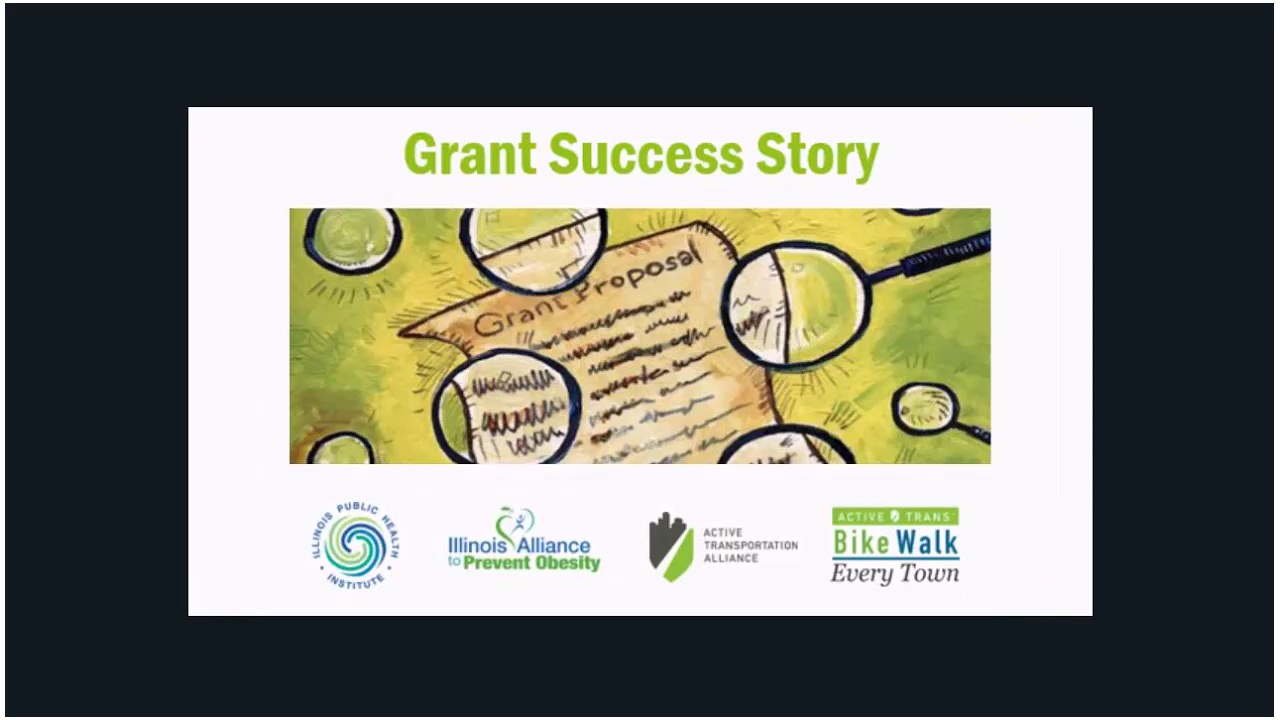 Grant Success Story
Grant Proposal
ILLINOIS PUBLIC HEALTH
INSTITUTE
Illinois Alliance
to Prevent Obesity
ACTIVE
TRANSPORTATION
ALLIANCE
ACTIVE TRANS
Bike Walk
Every Town